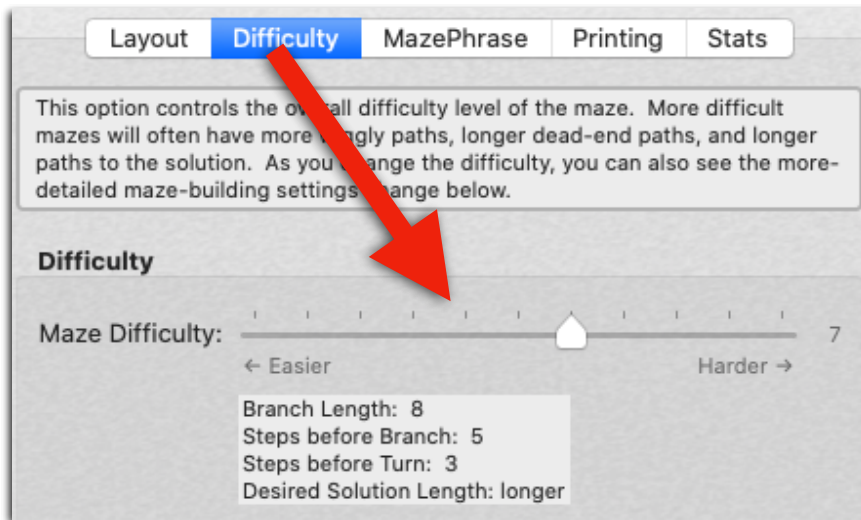 Layout Difficulty MazePhrase Printing Stats
This option controls the overall difficulty level of the maze.  More difficult
mazes will often have more wiggly paths, longer dead-end paths, and longer
paths to the solution.  As you change the difficulty, you can also see the more-
detailed maze-building settings change below.
Difficulty
Maze Difficulty: 7
← Easier Harder →
Branch Length:  8
Steps before Branch:  5
Steps before Turn:  3
Desired Solution Length: longer